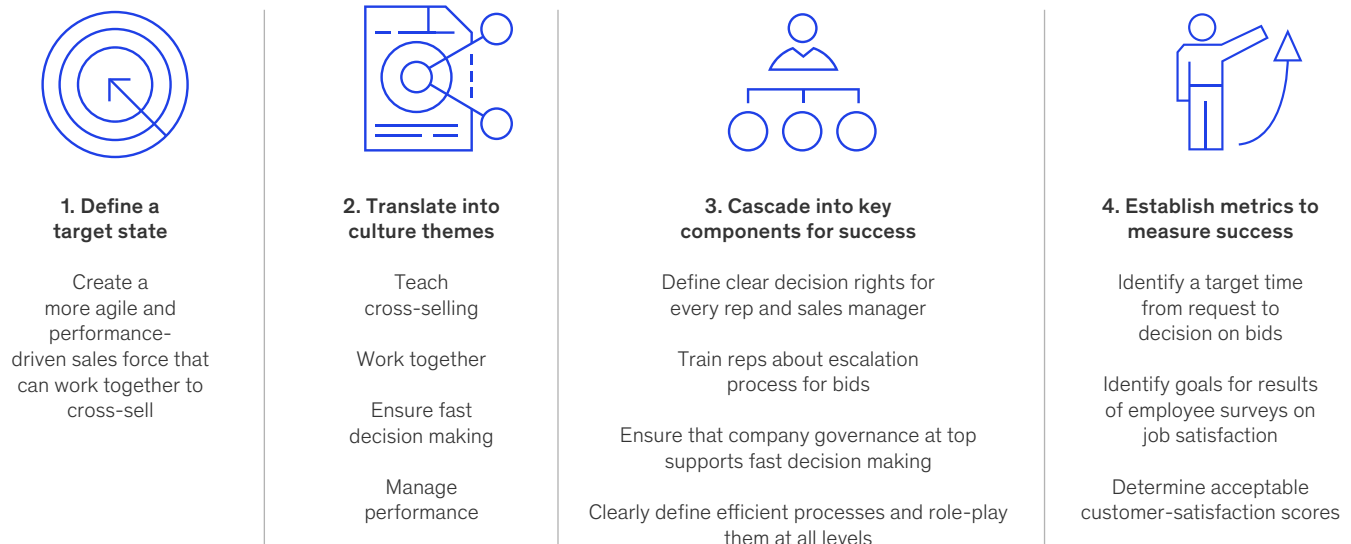 1. Define a
target state
Create a
more agile and
performance-
driven sales force that
can work together to
cross-sell
2. Translate into
culture themes
Teach
cross-selling
Work together
Ensure fast
decision making
Manage
performance
3. Cascade into key
components for success
Define clear decision rights for
every rep and sales manager
Train reps about escalation
process for bids
Ensure that company governance at top
supports fast decision making
Clearly define efficient processes and role-play
them at all levels
4. Establish metrics to
measure success
Identify a target time
from request to
decision on bids
Identify goals for results
of employee surveys on
job satisfaction
Determine acceptable
customer-satisfaction scores